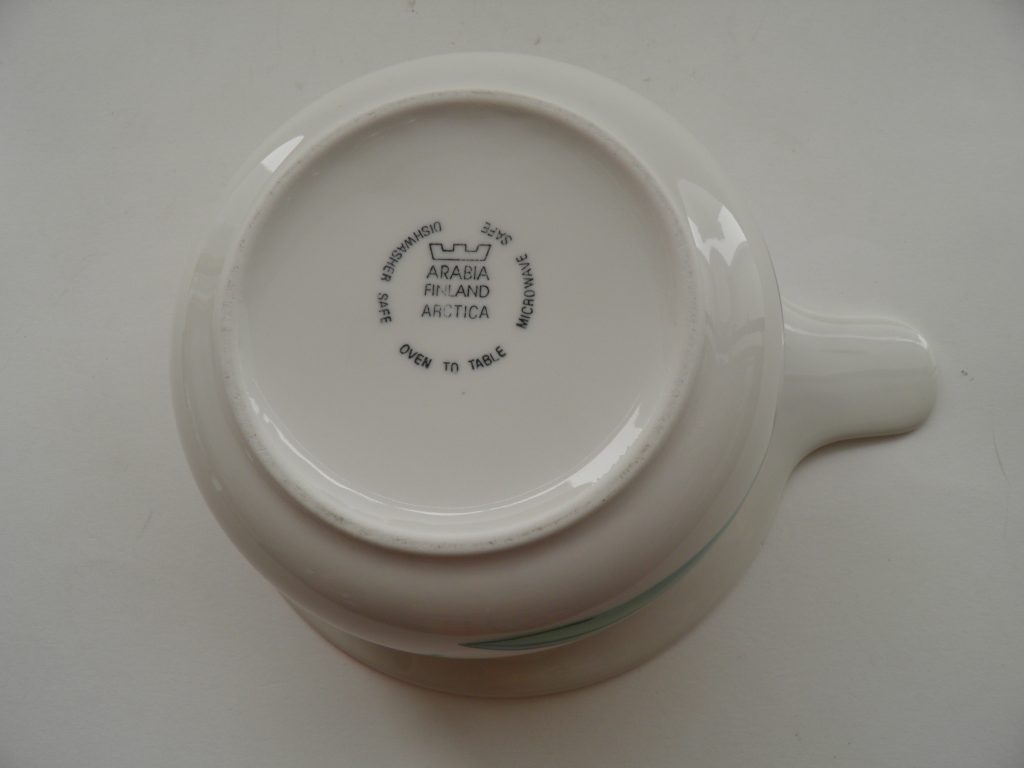 ARABIA
FINLAND
ARCTICA
DISHWASHER SAFE
OVEN TO TABLE
MICROWAVE SAFE